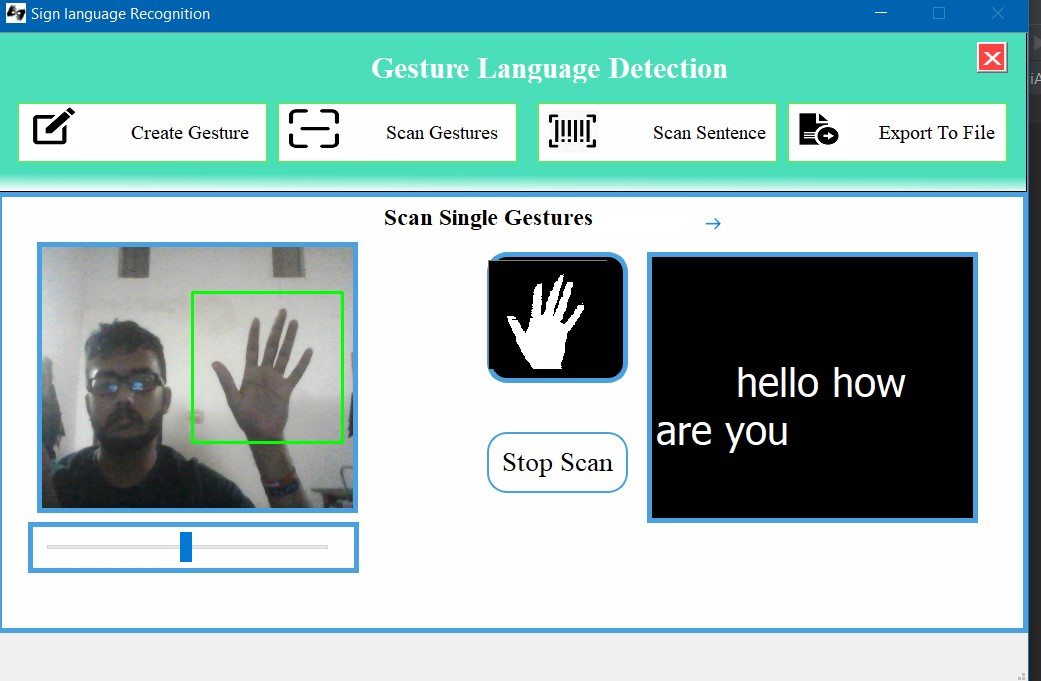 Sign language Recognition
Gesture Language Detection
Create Gesture
Scan Gestures
Scan Sentence
Export To File
Scan Single Gestures
hello how
are you
Stop Scan